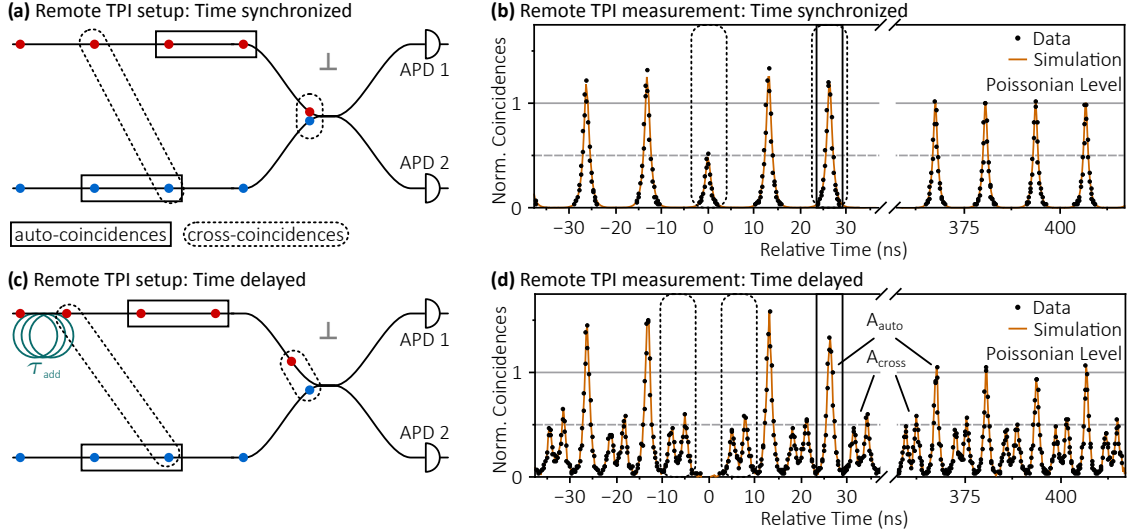 (a) Remote TPI setup: Time synchronized
⊥
APD 1
APD 2
auto-coincidences
cross-coincidences
(b) Remote TPI measurement: Time synchronized
Norm. Coincidences
1
0
Data
Simulation
Poissonian Level
−30 −20 −10 0 10 20 30 375 400
Relative Time (ns)
(c) Remote TPI setup: Time delayed
τadd
⊥
APD 1
APD 2
(d) Remote TPI measurement: Time delayed
Norm. Coincidences
1
0
Aauto
Across
Data
Simulation
Poissonian Level
−30 −20 −10 0 10 20 30 375 400
Relative Time (ns)